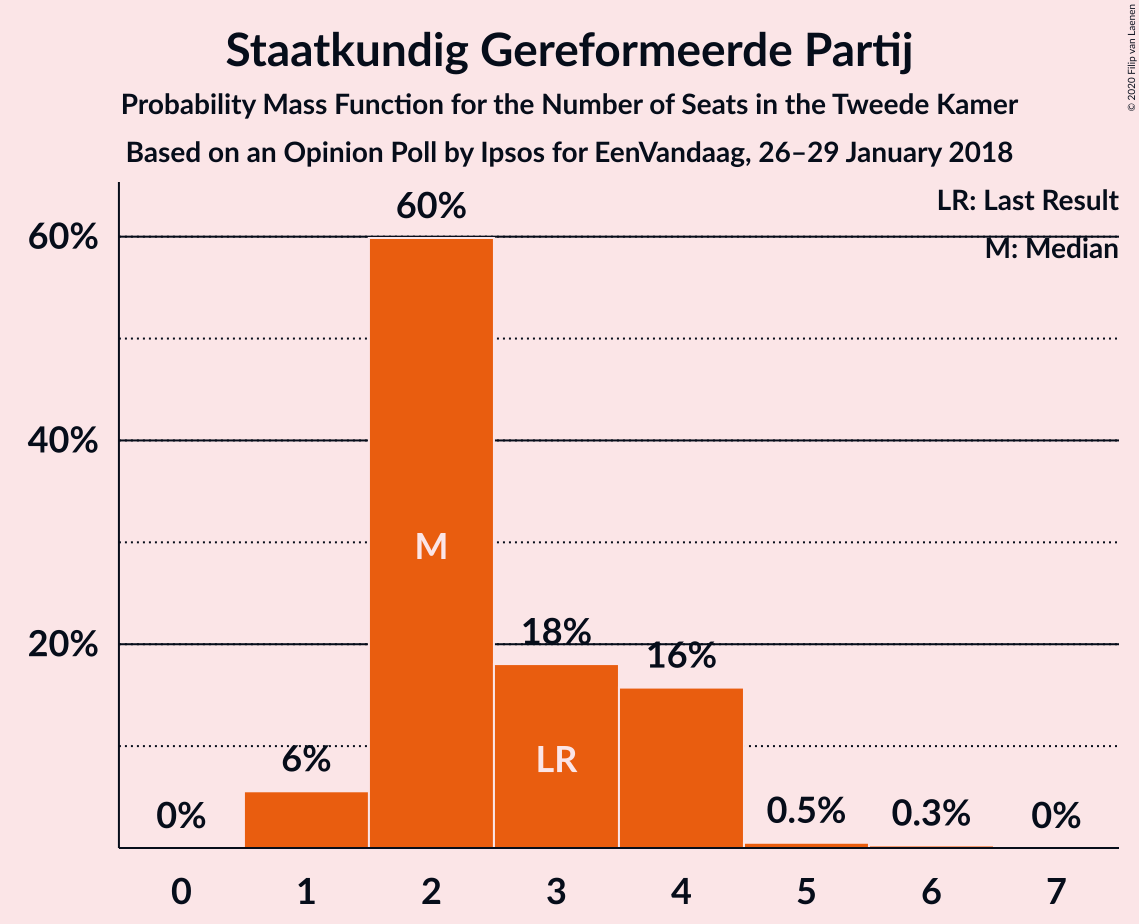 Staatkundig Gereformeerde Partij
Probability Mass Function for the Number of Seats in the Tweede Kamer
Based on an Opinion Poll by Ipsos for EenVandaag, 26–29 January 2018
© 2020 Filip van Laenen
LR: Last Result
M: Median
60%
40%
20%
0%
6%
60%
18%
16%
0.5%
0.3%
0%
M
LR
0 1 2 3 4 5 6 7